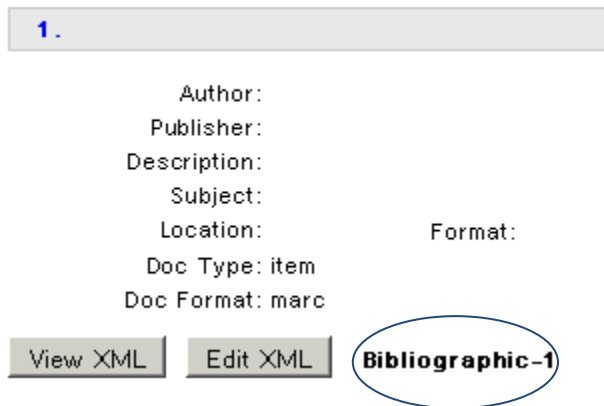 1.
Author:
Publisher:
Description:
Subject:
Location: Format:
Doc Type: item
Doc Format: marc
View XML Edit XML Bibliographic-1